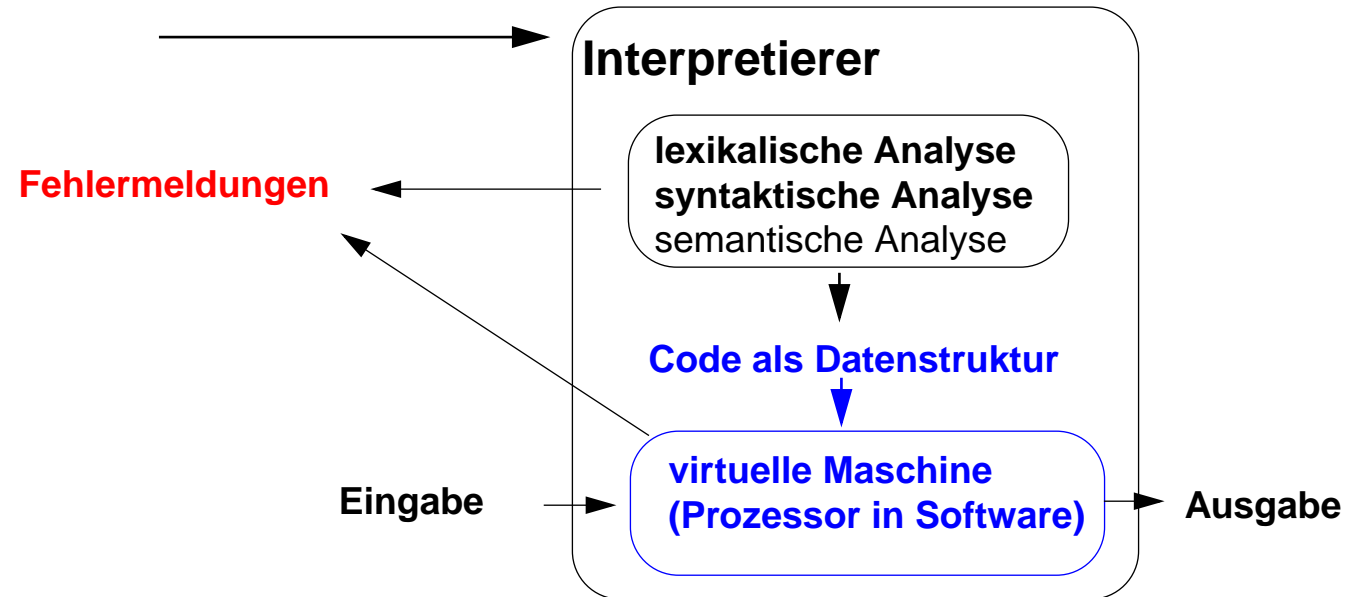 Interpretierer
lexikalische Analyse
syntaktische Analyse
semantische Analyse
Fehlermeldungen
Code als Datenstruktur
virtuelle Maschine
(Prozessor in Software)
Eingabe
Ausgabe